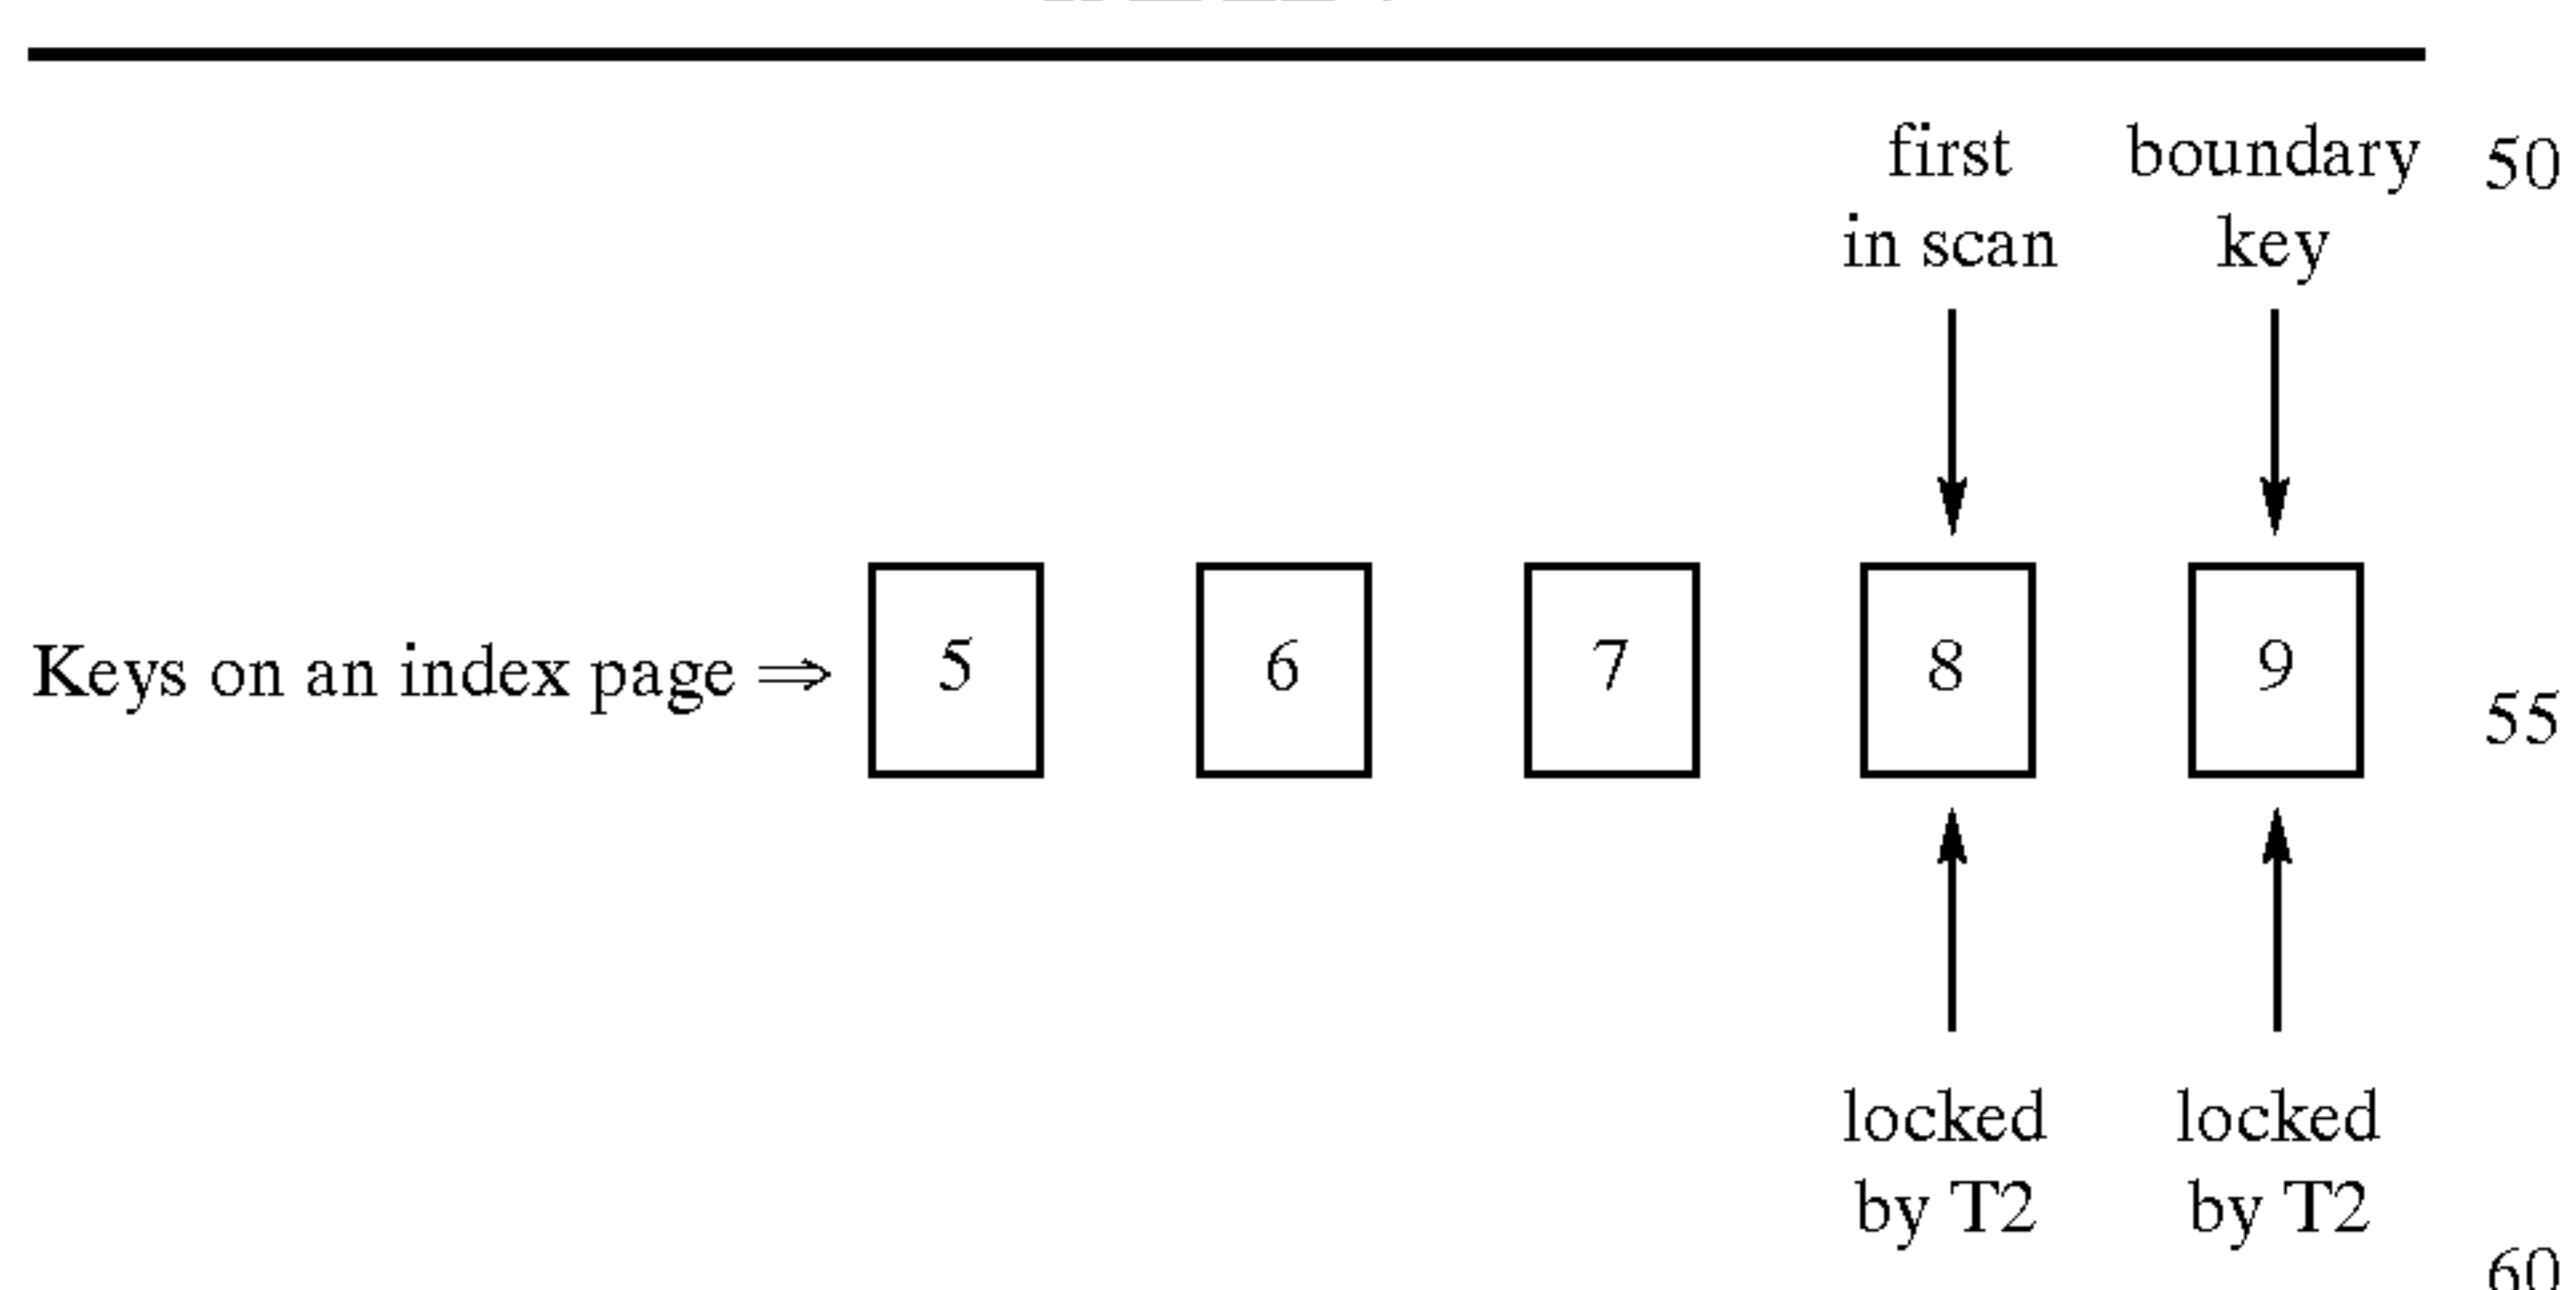 first boundary 50
in scan key
Keys on an index page ⇒ 5 6 7 8 9
55
locked locked
by T2 by T2
60